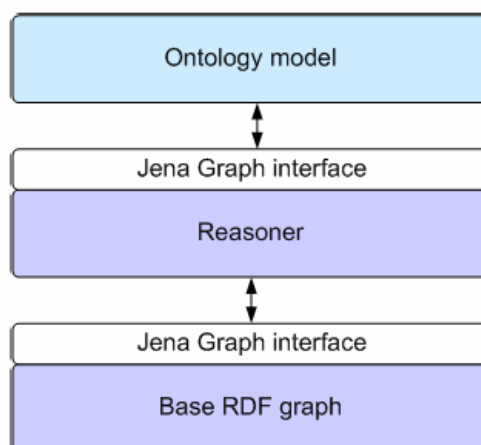 Ontology model
Jena Graph interface
Reasoner
Jena Graph interface
Base RDF graph